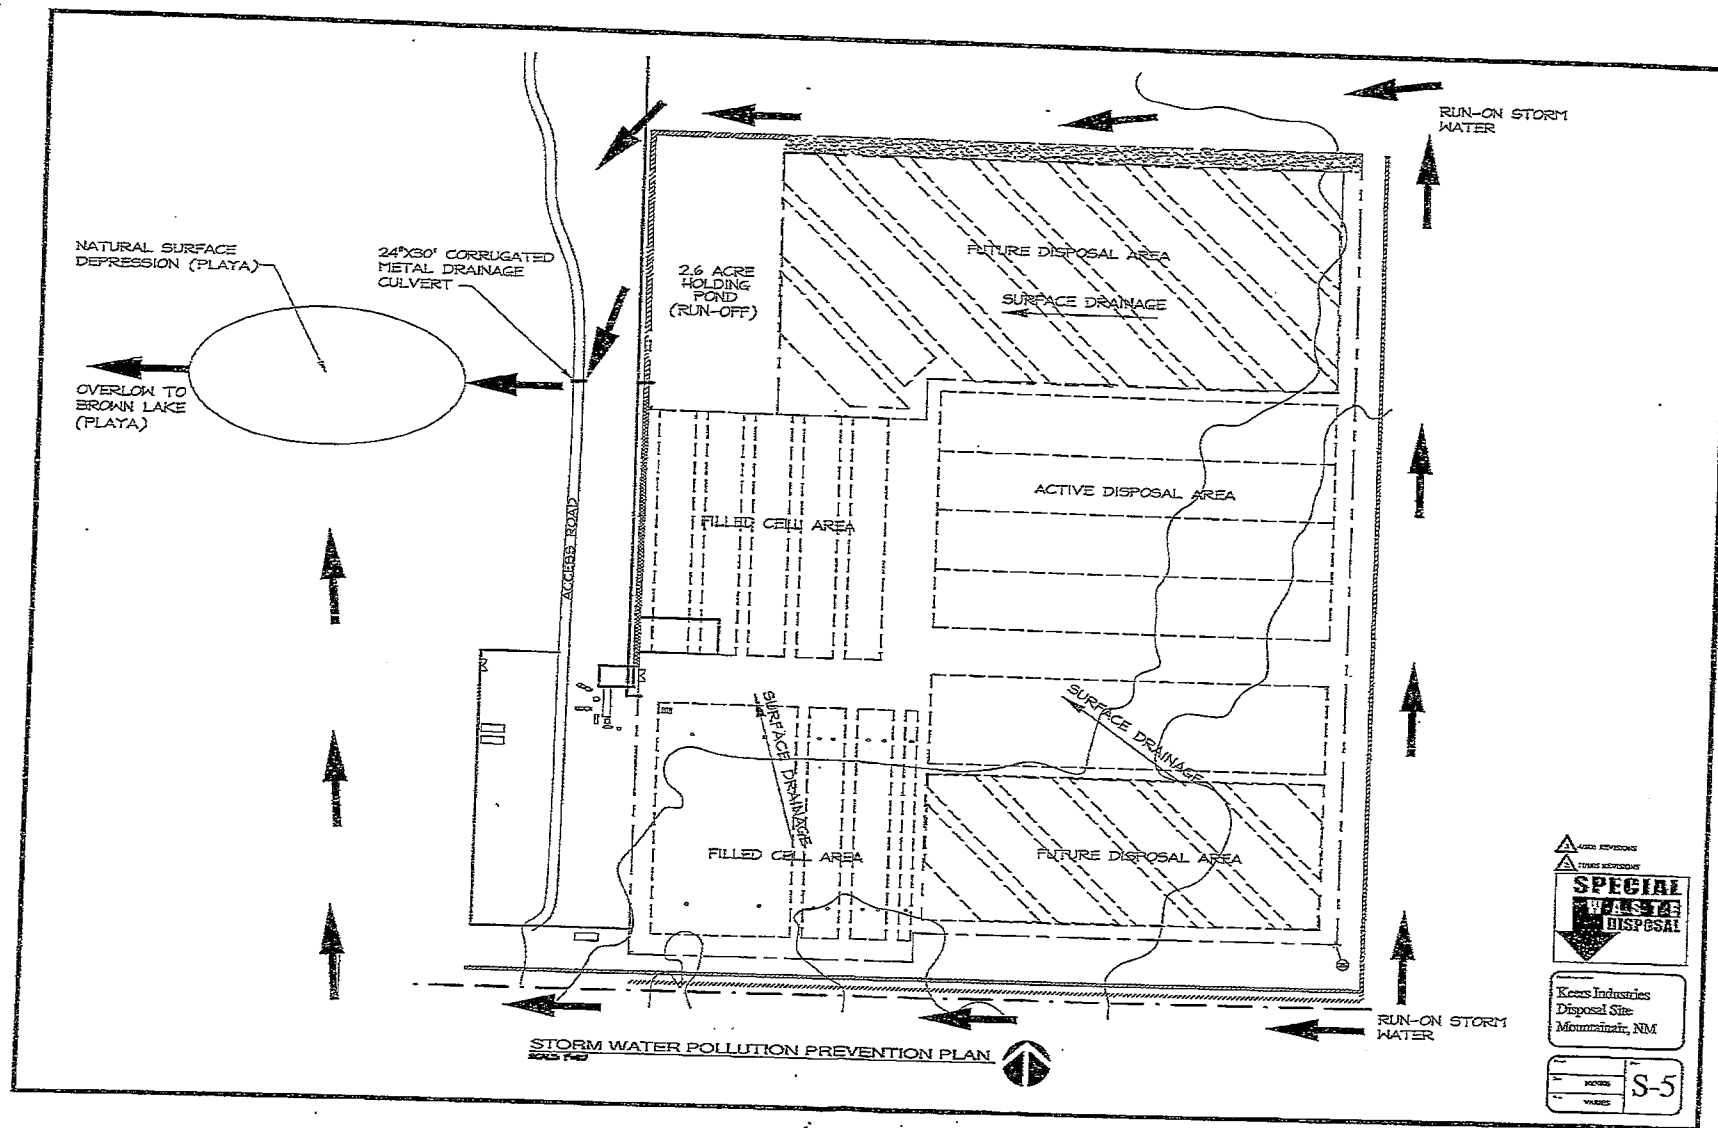 RUN-ON STORM
WATER
NATURAL SURFACE
DEPRESSION (PLAYA)
24"X30' CORRUGATED
METAL DRAINAGE
CULVERT
2.6 ACRE
HOLDING
POND
(RUN-OFF)
FUTURE DISPOSAL AREA
SURFACE DRAINAGE
OVERLOW TO
BROWN LAKE
(PLAYA)
ACTIVE DISPOSAL AREA
FILLED CELL AREA
ACCESS ROAD
SURFACE DRAINAGE
SURFACE DRAINAGE
FILLED CELL AREA
FUTURE DISPOSAL AREA
REVISIONS
REVISIONS
SPECIAL
WASTE
DISPOSAL
Keers Industries
Disposal Site
Mountainair, NM
RUN-ON STORM
WATER
STORM WATER POLLUTION PREVENTION PLAN
S-5
VARIES